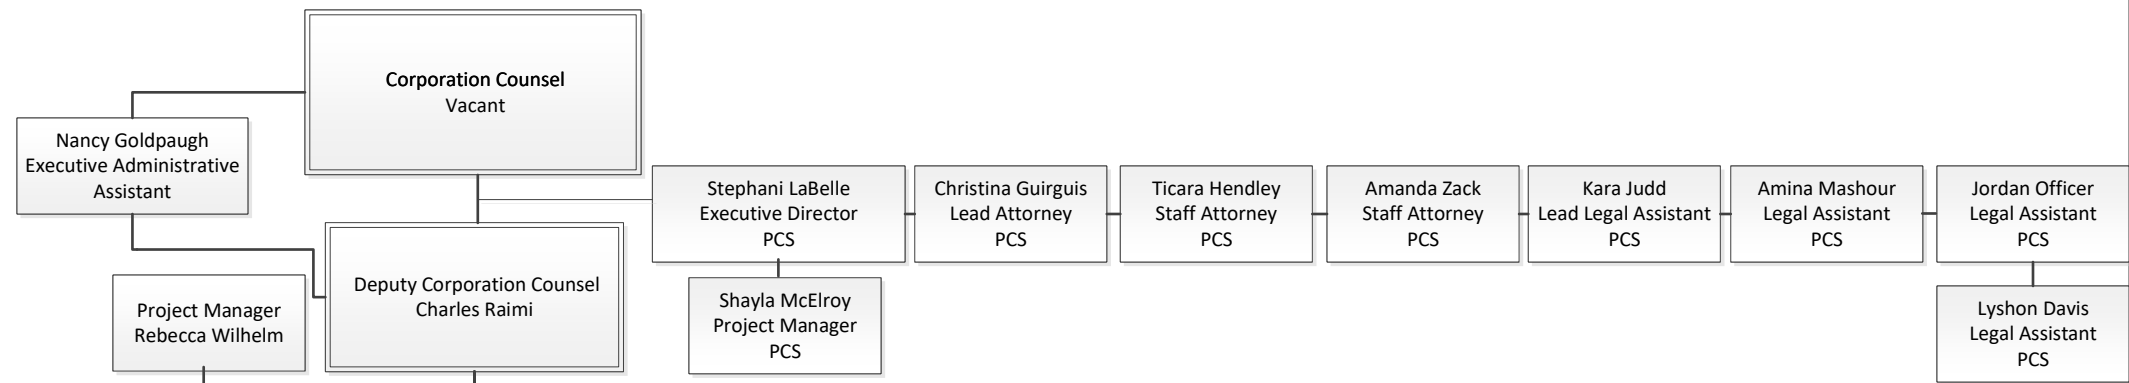 Corporation Counsel
Vacant
Nancy Goldpaugh
Executive Administrative
Assistant
Stephani LaBelle
Executive Director
PCS
Christina Guirguis
Lead Attorney
PCS
Ticara Hendley
Staff Attorney
PCS
Amanda Zack
Staff Attorney
PCS
Kara Judd
Lead Legal Assistant
PCS
Amina Mashour
Legal Assistant
PCS
Jordan Officer
Legal Assistant
PCS
Deputy Corporation Counsel
Charles Raimi
Project Manager
Rebecca Wilhelm
Shayla McElroy
Project Manager
PCS
Lyshon Davis
Legal Assistant
PCS